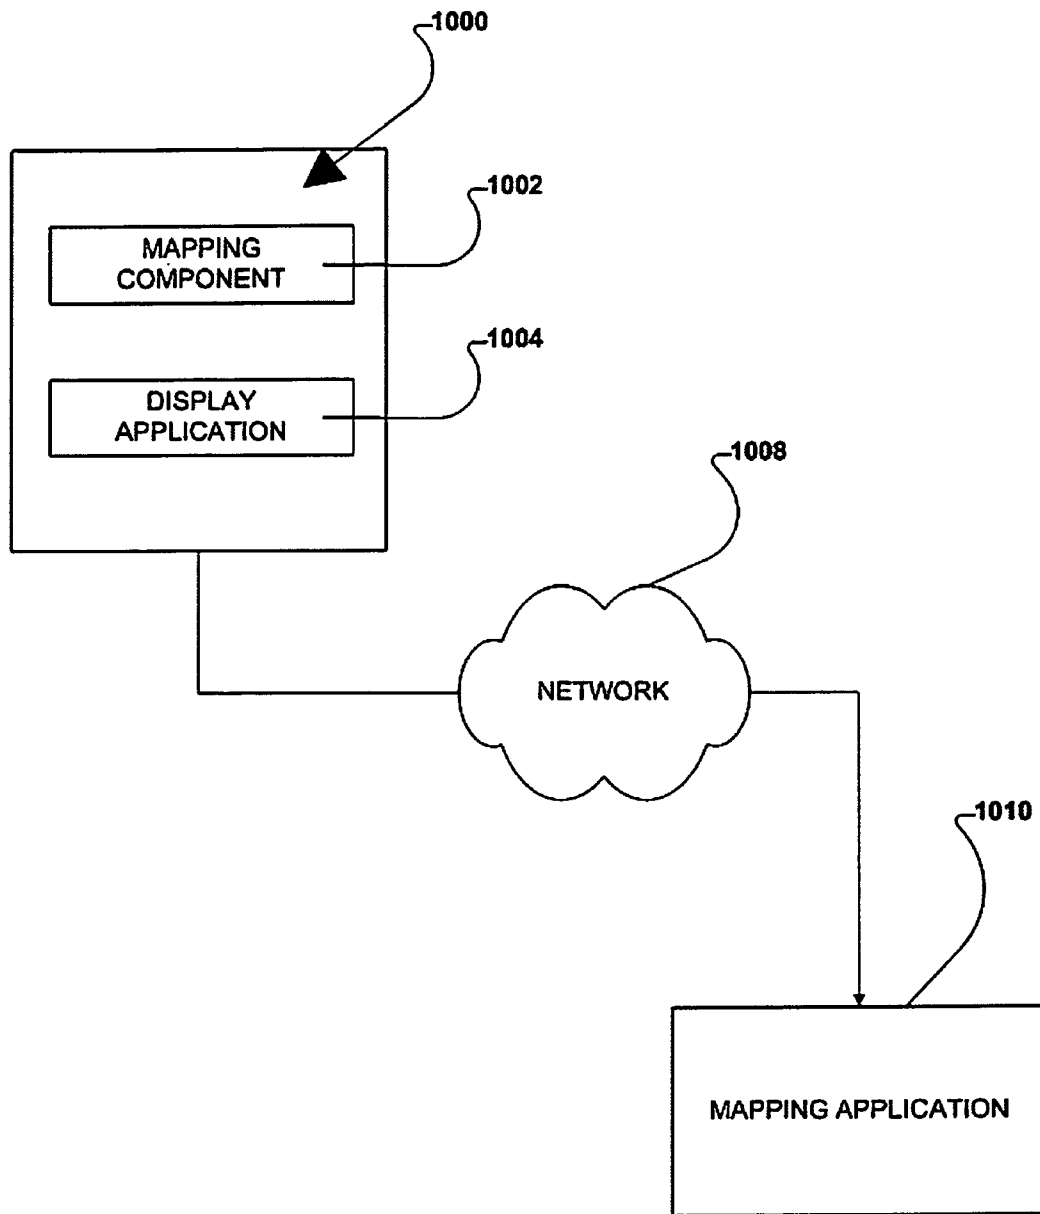 1000
1002
MAPPING
COMPONENT
1004
DISPLAY
APPLICATION
1008
NETWORK
1010
MAPPING APPLICATION